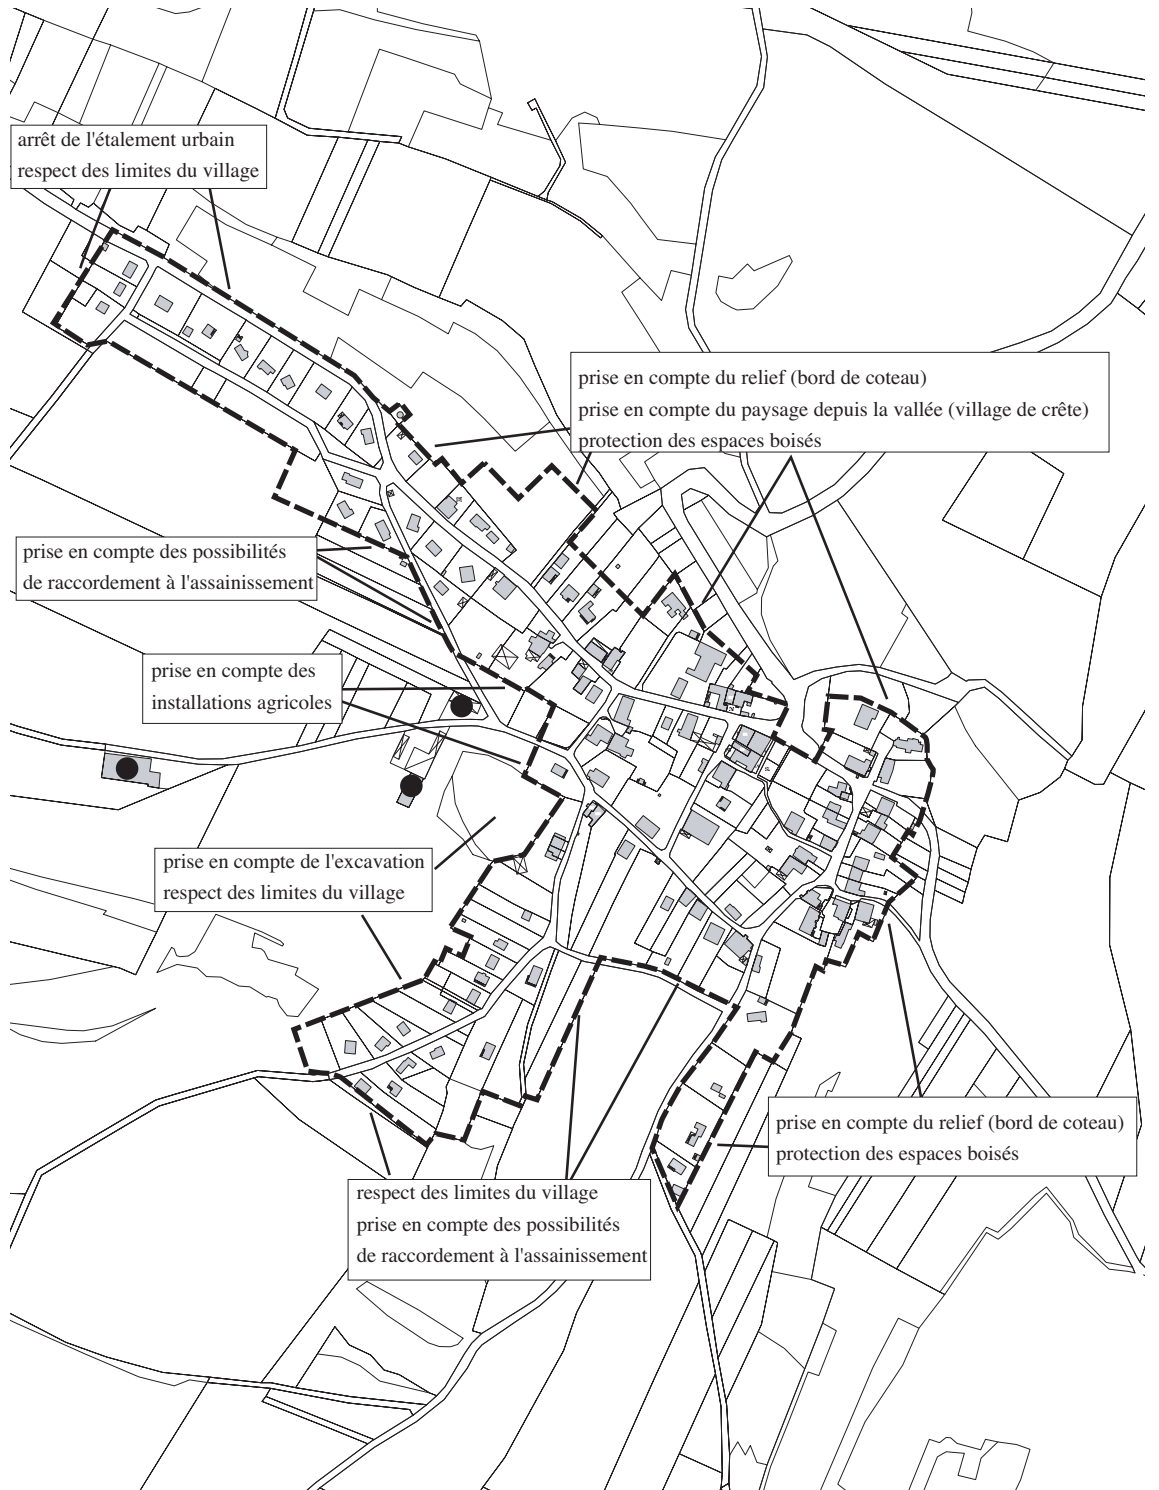 arrêt de l'étalement urbain
respect des limites du village
prise en compte du relief (bord de coteau)
prise en compte du paysage depuis la vallée (village de crête)
protection des espaces boisés
prise en compte des possibilités
de raccordement à l'assainissement
prise en compte des
installations agricoles
prise en compte de l'excavation
respect des limites du village
prise en compte du relief (bord de coteau)
protection des espaces boisés
respect des limites du village
prise en compte des possibilités
de raccordement à l'assainissement